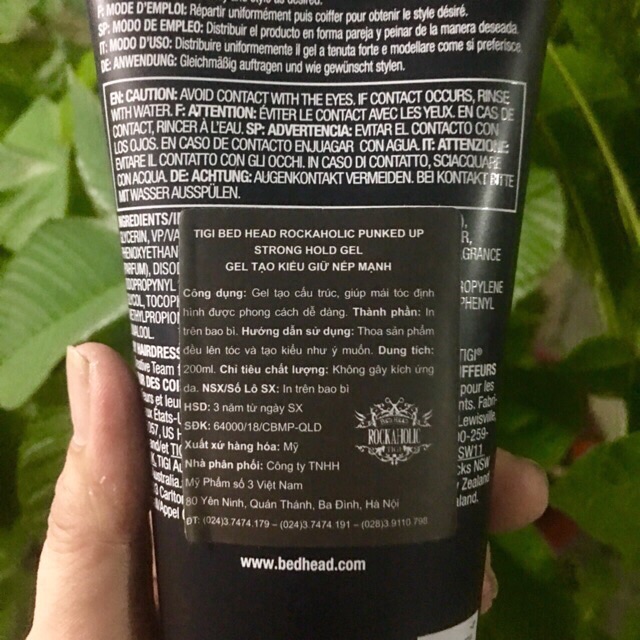 and style as desired.
F: MODE D'EMPLOI: Répartir uniformément puis coiffer pour obtenir le style désiré.
SP: MODO DE EMPLEO: Distribuir el producto en forma pareja y peinar de la manera deseada.
IT: MODO D'USO: Distribuire uniformemente il gel a tenuta forte e modellare come si preferisce.
DE: ANWENDUNG: Gleichmäßig auftragen und wie gewünscht stylen.
EN: CAUTION: AVOID CONTACT WITH THE EYES. IF CONTACT OCCURS, RINSE
WITH WATER. F: ATTENTION: ÉVITER LE CONTACT AVEC LES YEUX. EN CAS DE
CONTACT, RINCER À L'EAU. SP: ADVERTENCIA: EVITAR EL CONTACTO CON
LOS OJOS. EN CASO DE CONTACTO ENJUAGAR CON AGUA. IT: ATTENZIONE:
EVITARE IL CONTATTO CON GLI OCCHI. IN CASO DI CONTATTO, SCIACQUARE
CON ACQUA. DE: ACHTUNG: AUGENKONTAKT VERMEIDEN. BEI KONTAKT BITTE
MIT WASSER AUSSPÜLEN.
TIGI BED HEAD ROCKAHOLIC PUNKED UP
STRONG HOLD GEL
GEL TẠO KIỂU GIỮ NẾP MẠNH
Công dụng: Gel tạo cấu trúc, giúp mái tóc định
hình được phong cách dễ dàng. Thành phần: In
trên bao bì. Hướng dẫn sử dụng: Thoa sản phẩm
đều lên tóc và tạo kiểu như ý muốn. Dung tích:
200ml. Chỉ tiêu chất lượng: Không gây kích ứng
da. NSX/Số Lô SX: In trên bao bì
HSD: 3 năm từ ngày SX
SĐK: 64000/18/CBMP-QLD
Xuất xứ hàng hóa: Mỹ
Nhà phân phối: Công ty TNHH
Mỹ Phẩm số 3 Việt Nam
80 Yên Ninh, Quán Thánh, Ba Đình, Hà Nội
ĐT: (024)3.7474.179 – (024)3.7474 191 – (028)3.9110.798
BED HEAD
ROCKAHOLIC
TIGI
www.bedhead.com